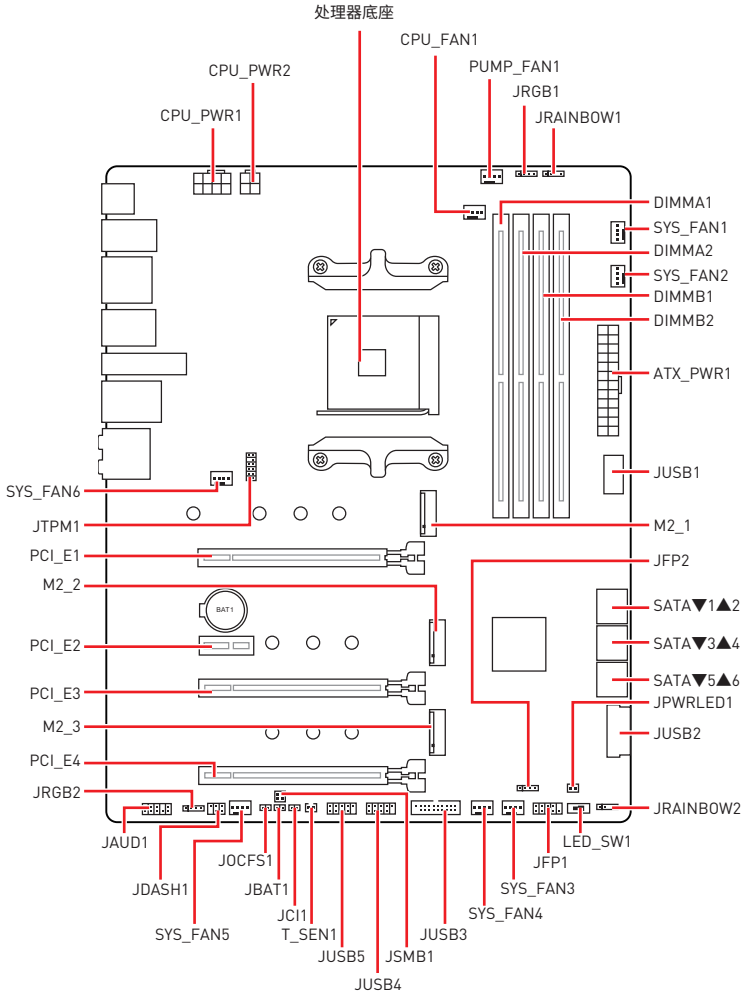 处理器底座
CPU_FAN1
CPU_PWR2
PUMP_FAN1
JRGB1
CPU_PWR1
JRAINBOW1
DIMMA1
SYS_FAN1
DIMMA2
SYS_FAN2
DIMMB1
DIMMB2
ATX_PWR1
JUSB1
SYS_FAN6
JTPM1
M2_1
PCI_E1
JFP2
M2_2
BAT1
SATA▼1▲2
PCI_E2
SATA▼3▲4
SATA▼5▲6
PCI_E3
JPWRLED1
M2_3
JUSB2
PCI_E4
JRGB2
JRAINBOW2
JAUD1
LED_SW1
JOCFS1
JFP1
JDASH1
JBAT1
SYS_FAN3
JCI1
SYS_FAN4
SYS_FAN5
T_SEN1
JUSB3
JUSB5
JSMB1
JUSB4